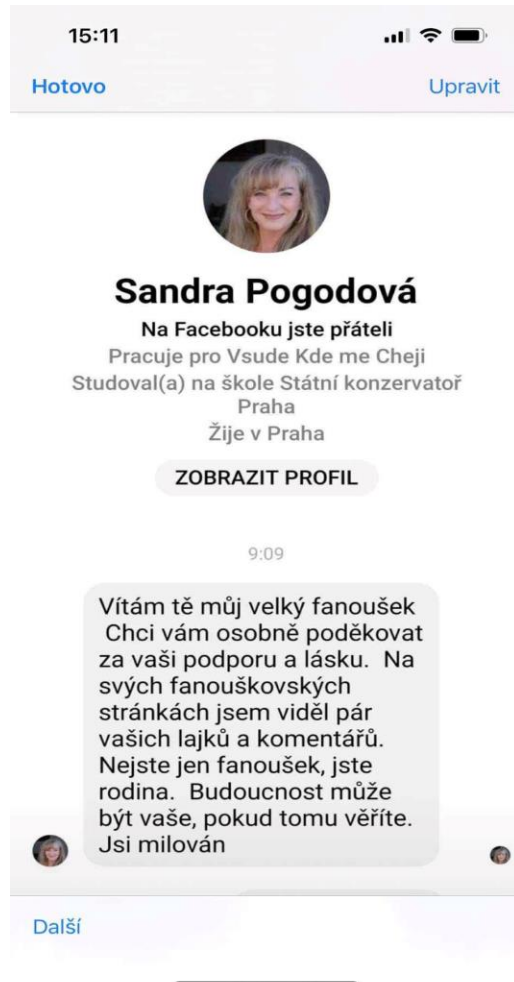 15:11
Hotovo Upravit
Sandra Pogodová
Na Facebooku jste přáteli
Pracuje pro Vsude Kde me Cheji
Studoval(a) na škole Státní konzervatoř
Praha
Žije v Praha
ZOBRAZIT PROFIL
9:09
Vítám tě můj velký fanoušek
Chci vám osobně poděkovat
za vaši podporu a lásku. Na
svých fanouškovských
stránkách jsem viděl pár
vašich lajků a komentářů.
Nejste jen fanoušek, jste
rodina. Budoucnost může
být vaše, pokud tomu věříte.
Jsi milován
Další